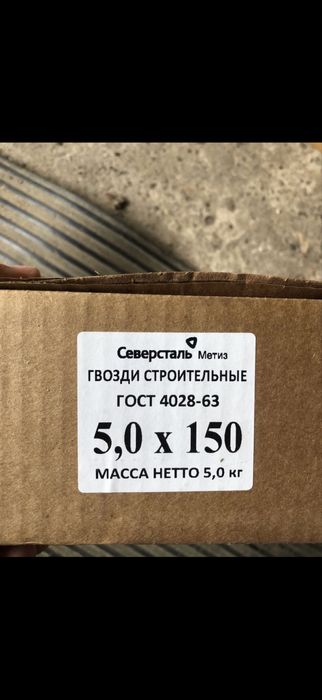 Северсталь Метиз
ГВОЗДИ СТРОИТЕЛЬНЫЕ
ГОСТ 4028-63
5,0 х 150
МАССА НЕТТО 5,0 кг